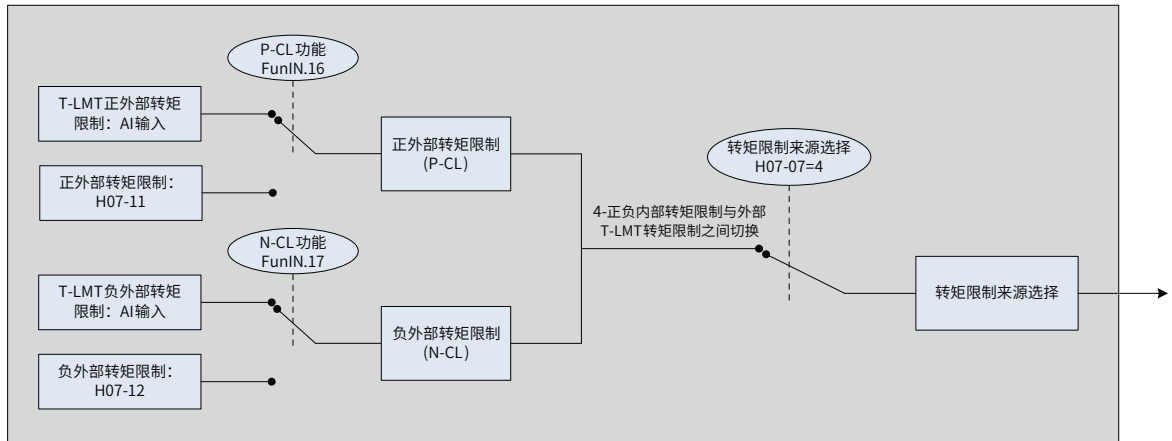 P-CL功能
FunIN.16
T-LMT正外部转矩
限制：AI输入
正外部转矩限制：
H07-11
正外部转矩限制
(P-CL)
N-CL功能
FunIN.17
T-LMT负外部转矩
限制：AI输入
负外部转矩限制：
H07-12
负外部转矩限制
(N-CL)
4-正负内部转矩限制与外部
T-LMT转矩限制之间切换
转矩限制来源选择
H07-07=4
转矩限制来源选择